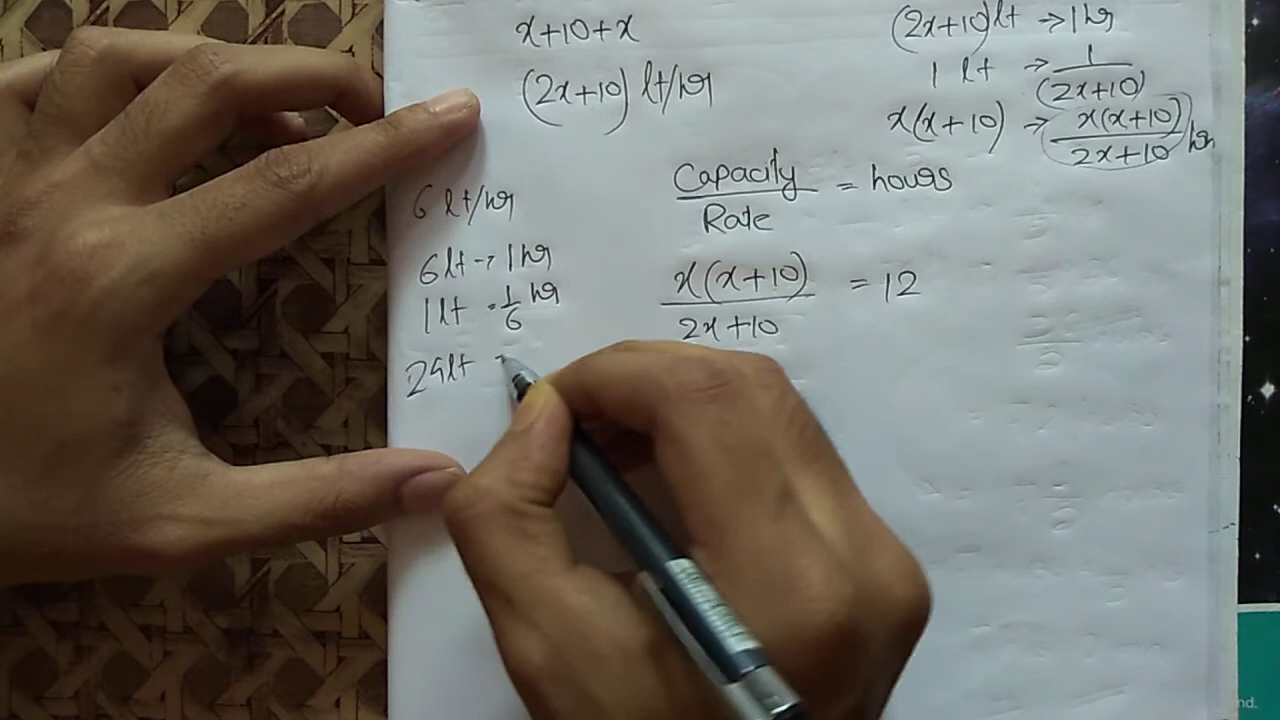 x+10+x
(2x+10) lt/hr
(2x+10)lt → 1hr
1 lt → 1/(2x+10)
x(x+10) → x(x+10)/2x+10 hr
Capacity/Rate = hours
x(x+10)/2x+10 = 12
6 lt/hr
6lt → 1hr
1lt = 1/6 hr
24lt
nd.